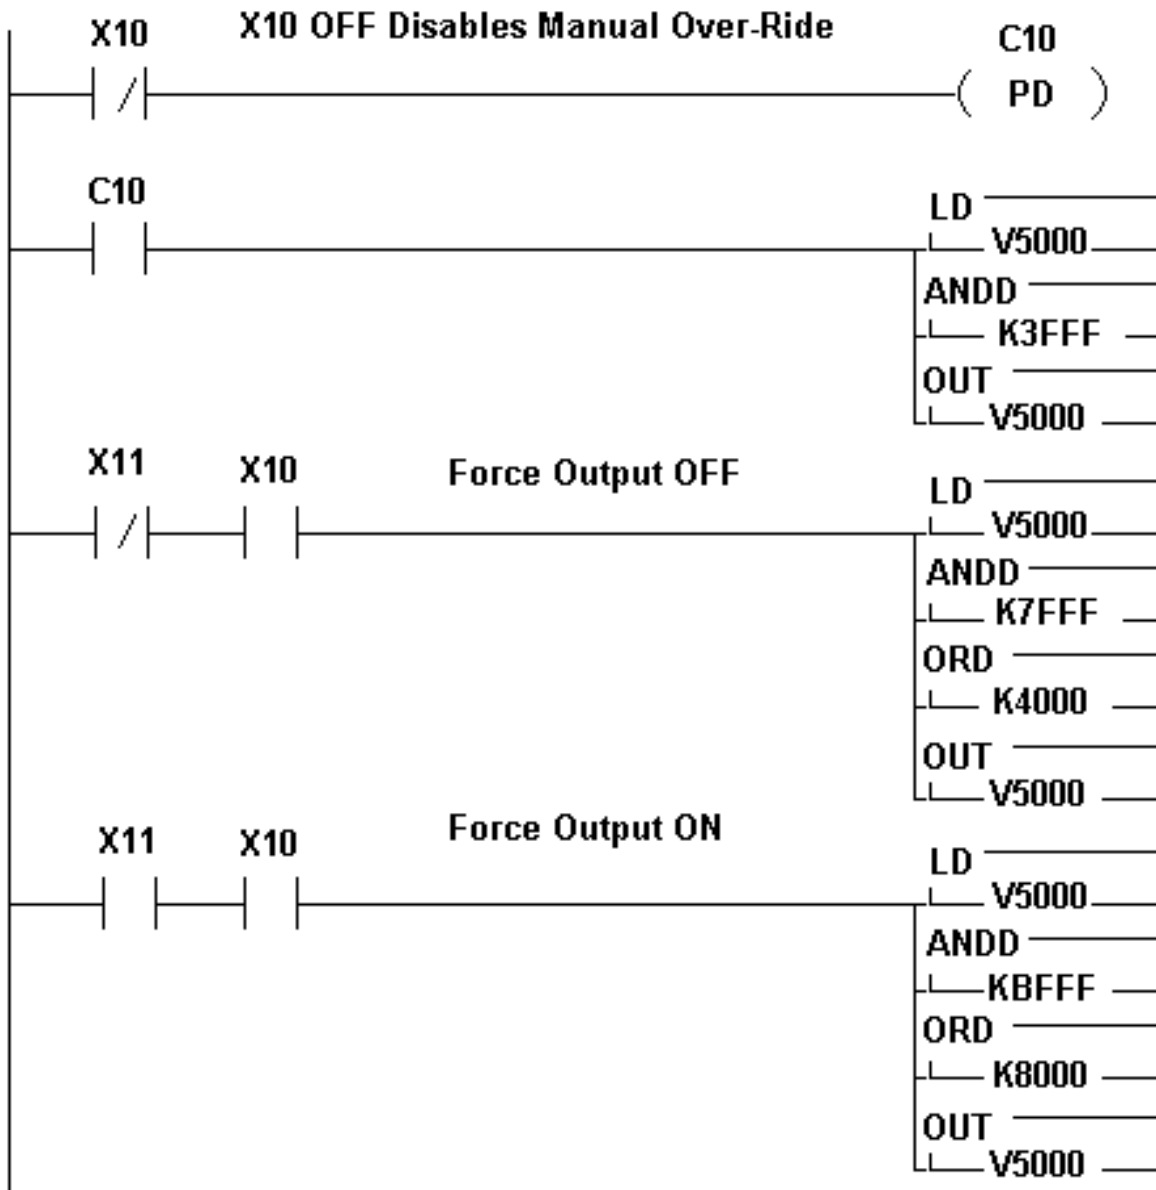 X10 X10 OFF Disables Manual Over-Ride C10
PD
C10
LD
V5000
ANDD
K3FFF
OUT
V5000
X11 X10 Force Output OFF
LD
V5000
ANDD
K7FFF
ORD
K4000
OUT
V5000
X11 X10 Force Output ON
LD
V5000
ANDD
KBFFF
ORD
K8000
OUT
V5000